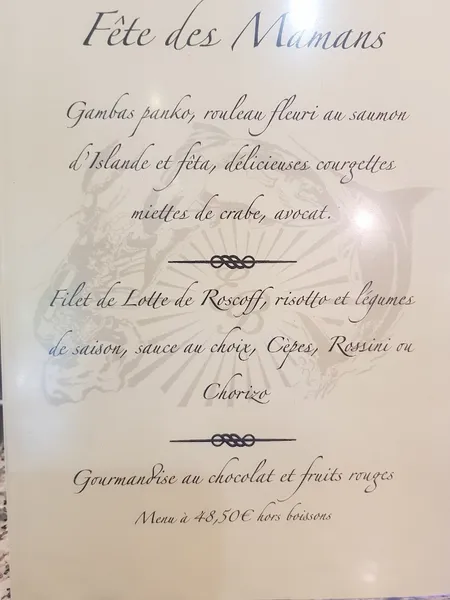 Fête des Mamans
Gambas panko, rouleau fleuri au saumon
d'Islande et fêta, délicieuses courgettes
miettes de crabe, avocat.
Filet de Lotte de Roscoff, risotto et légumes
de saison, sauce au choix, Cèpes, Rossini ou
Chorizo
Gourmandise au chocolat et fruits rouges
Menu à 48,50€ hors boissons